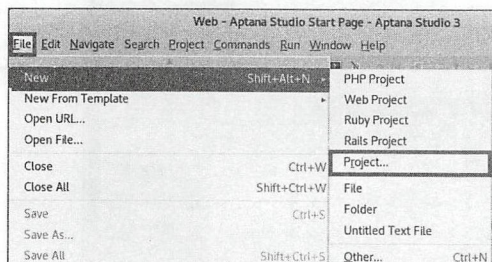 Web - Aptana Studio Start Page - Aptana Studio 3
File Edit Navigate Search Project Commands Run Window Help
New Shift+Alt+N
New From Template
Open URL...
Open File...
Close Ctrl+W
Close All Shift+Ctrl+W
Save Ctrl+S
Save As...
Save All Shift+Ctrl+S
PHP Project
Web Project
Ruby Project
Rails Project
Project...
File
Folder
Untitled Text File
Other... Ctrl+N